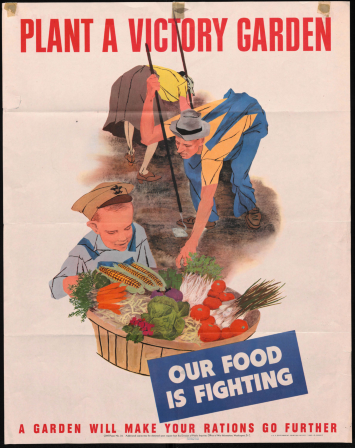 PLANT A VICTORY GARDEN
OUR FOOD
IS FIGHTING
A GARDEN WILL MAKE YOUR RATIONS GO FURTHER